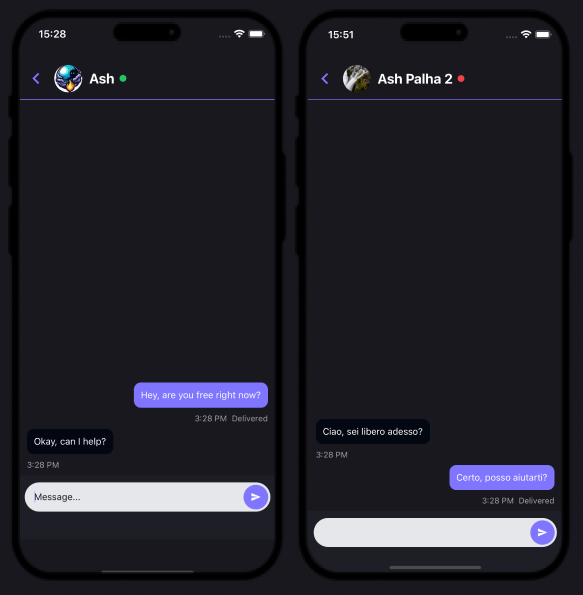 15:28
Ash
Hey, are you free right now?
3:28 PM Delivered
Okay, can I help?
3:28 PM
Message...
15:51
Ash Palha 2
Ciao, sei libero adesso?
3:28 PM
Certo, posso aiutarti?
3:28 PM Delivered